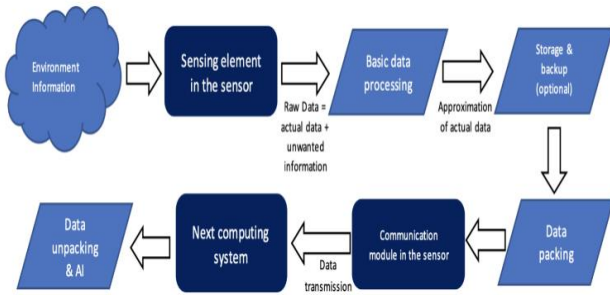 Environment
Information
Sensing element
in the sensor
Raw Data =
actual data +
unwanted
information
Basic data
processing
Approximation
of actual data
Storage &
backup
(optional)
Data
packing
Communication
module in the sensor
Data
transmission
Next computing
system
Data
unpacking
& AI